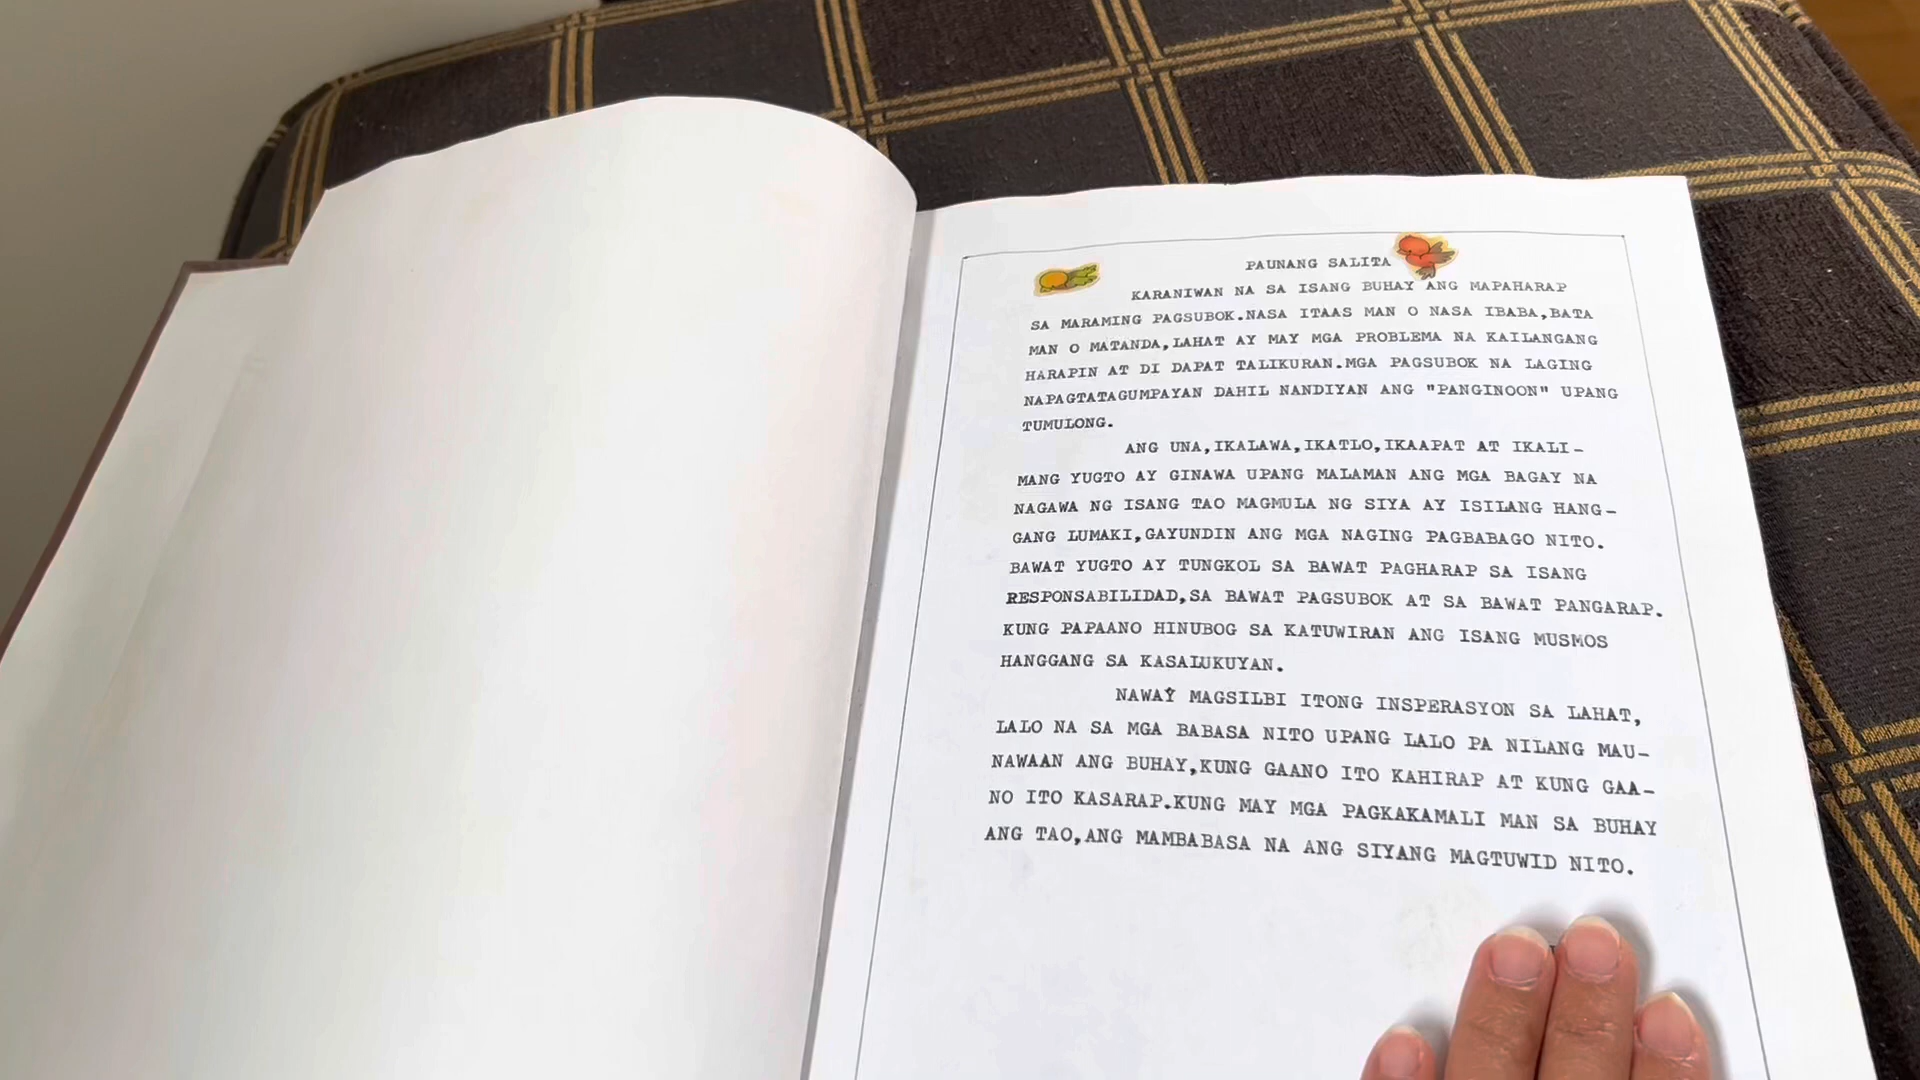 PAUNANG SALITA
KARANIWAN NA SA ISANG BUHAY ANG MAPAHARAP
SA MARAMING PAGSUBOK.NASA ITAAS MAN O NASA IBABA,BATA
MAN O MATANDA,LAHAT AY MAY MGA PROBLEMA NA KAILANGANG
HARAPIN AT DI DAPAT TALIKURAN.MGA PAGSUBOK NA LAGING
NAPAGTATAGUMPAYAN DAHIL NANDIYAN ANG "PANGINOON" UPANG
TUMULONG.
ANG UNA,IKALAWA,IKATLO,IKAAPAT AT IKALI-
MANG YUGTO AY GINAWA UPANG MALAMAN ANG MGA BAGAY NA
NAGAWA NG ISANG TAO MAGMULA NG SIYA AY ISILANG HANG-
GANG LUMAKI,GAYUNDIN ANG MGA NAGING PAGBABAGO NITO.
BAWAT YUGTO AY TUNGKOL SA BAWAT PAGHARAP SA ISANG
RESPONSABILIDAD,SA BAWAT PAGSUBOK AT SA BAWAT PANGARAP.
KUNG PAPAANO HINUBOG SA KATUWIRAN ANG ISANG MUSMOS
HANGGANG SA KASALUKUYAN.
NAWA'Y MAGSILBI ITONG INSPERASYON SA LAHAT,
LALO NA SA MGA BABASA NITO UPANG LALO PA NILANG MAU-
NAWAAN ANG BUHAY,KUNG GAANO ITO KAHIRAP AT KUNG GAA-
NO ITO KASARAP.KUNG MAY MGA PAGKAKAMALI MAN SA BUHAY
ANG TAO,ANG MAMBABASA NA ANG SIYANG MAGTUWID NITO.